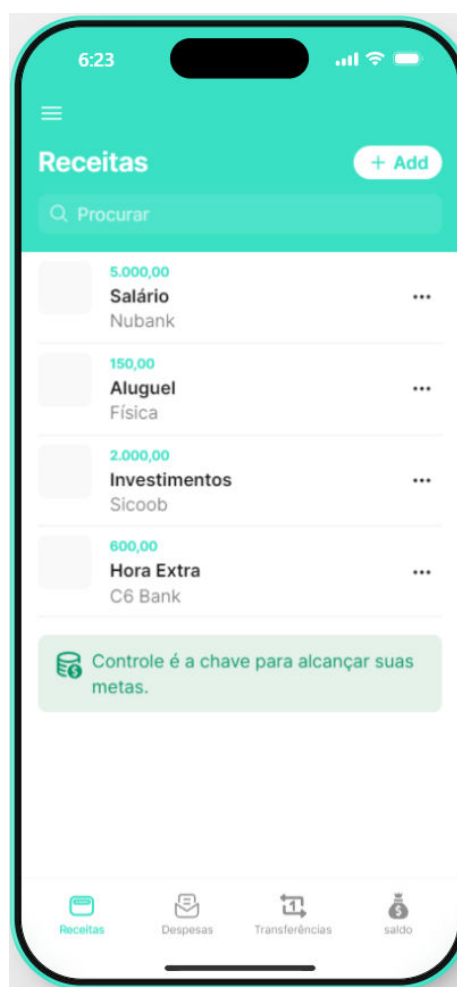 6:23
Receitas
+ Add
Procurar
5.000,00
Salário
Nubank
150,00
Aluguel
Física
2.000,00
Investimentos
Sicoob
600,00
Hora Extra
C6 Bank
Controle é a chave para alcançar suas
metas.
Receitas Despesas Transferências saldo